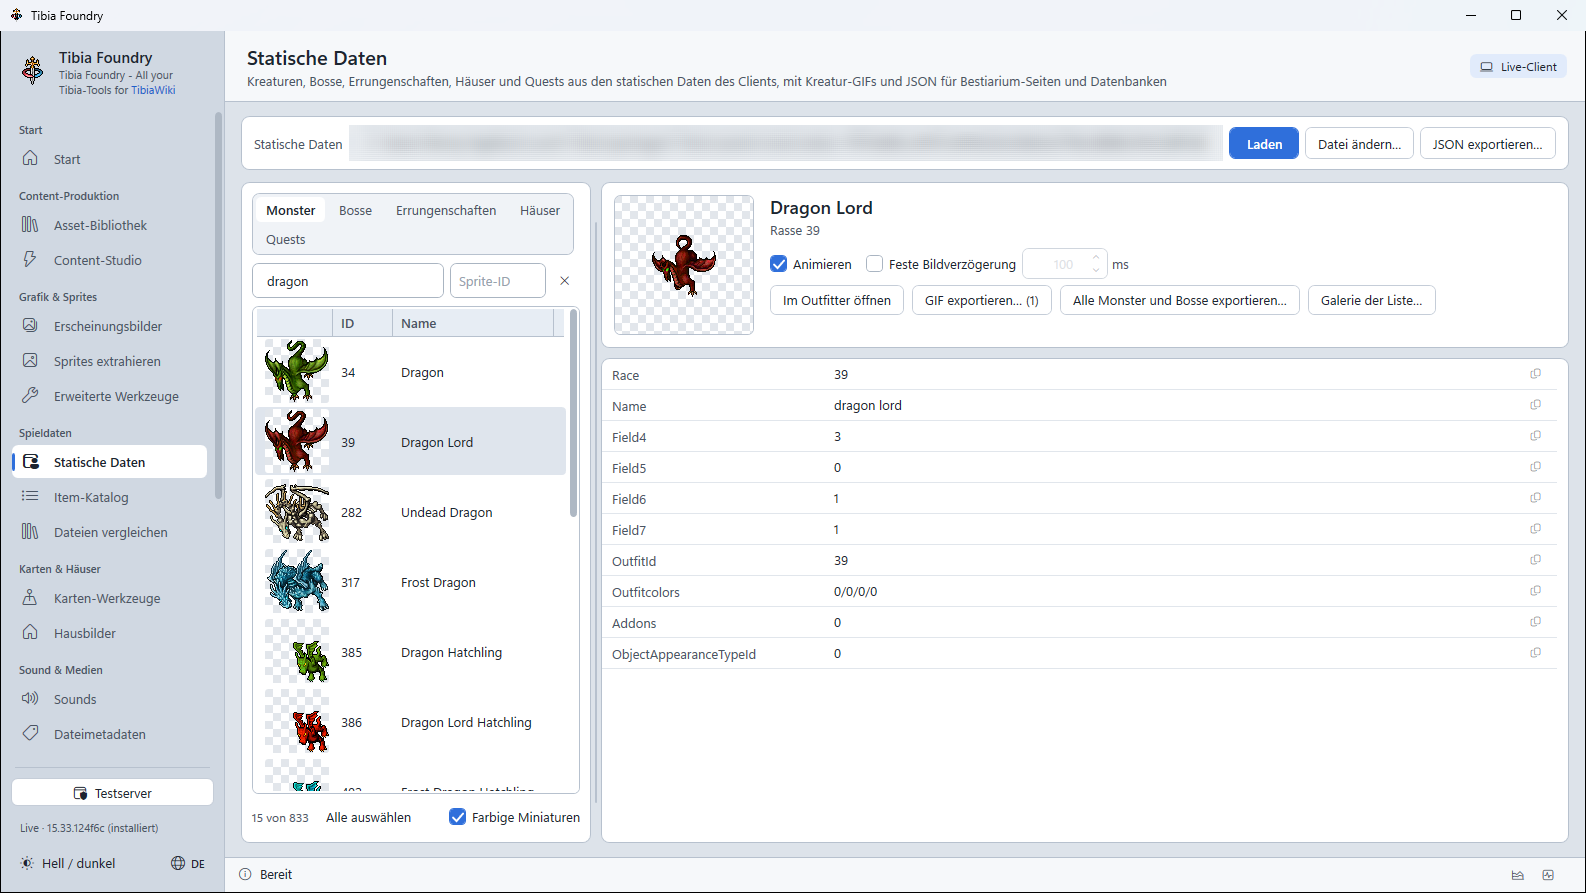 Tibia Foundry
Tibia Foundry
Tibia Foundry - All your
Tibia-Tools for TibiaWiki
Start
Start
Content-Produktion
Asset-Bibliothek
Content-Studio
Grafik & Sprites
Erscheinungsbilder
Sprites extrahieren
Erweiterte Werkzeuge
Spieldaten
Statische Daten
Item-Katalog
Dateien vergleichen
Karten & Häuser
Karten-Werkzeuge
Hausbilder
Sound & Medien
Sounds
Dateimetadaten
Testserver
Live · 15.33.124f6c (installiert)
Hell / dunkel DE
Statische Daten
Kreaturen, Bosse, Errungenschaften, Häuser und Quests aus den statischen Daten des Clients, mit Kreatur-GIFs und JSON für Bestiarium-Seiten und Datenbanken
Live-Client
Statische Daten Laden Datei ändern... JSON exportieren...
Monster Bosse Errungenschaften Häuser
Quests
dragon Sprite-ID
ID Name
34 Dragon
39 Dragon Lord
282 Undead Dragon
317 Frost Dragon
385 Dragon Hatchling
386 Dragon Lord Hatchling
Frost Dragon Hatchling
15 von 833 Alle auswählen Farbige Miniaturen
Dragon Lord
Rasse 39
Animieren Feste Bildverzögerung 100 ms
Im Outfitter öffnen GIF exportieren... (1) Alle Monster und Bosse exportieren... Galerie der Liste...
Race 39
Name dragon lord
Field4 3
Field5 0
Field6 1
Field7 1
OutfitId 39
Outfitcolors 0/0/0/0
Addons 0
ObjectAppearanceTypeId 0
Bereit